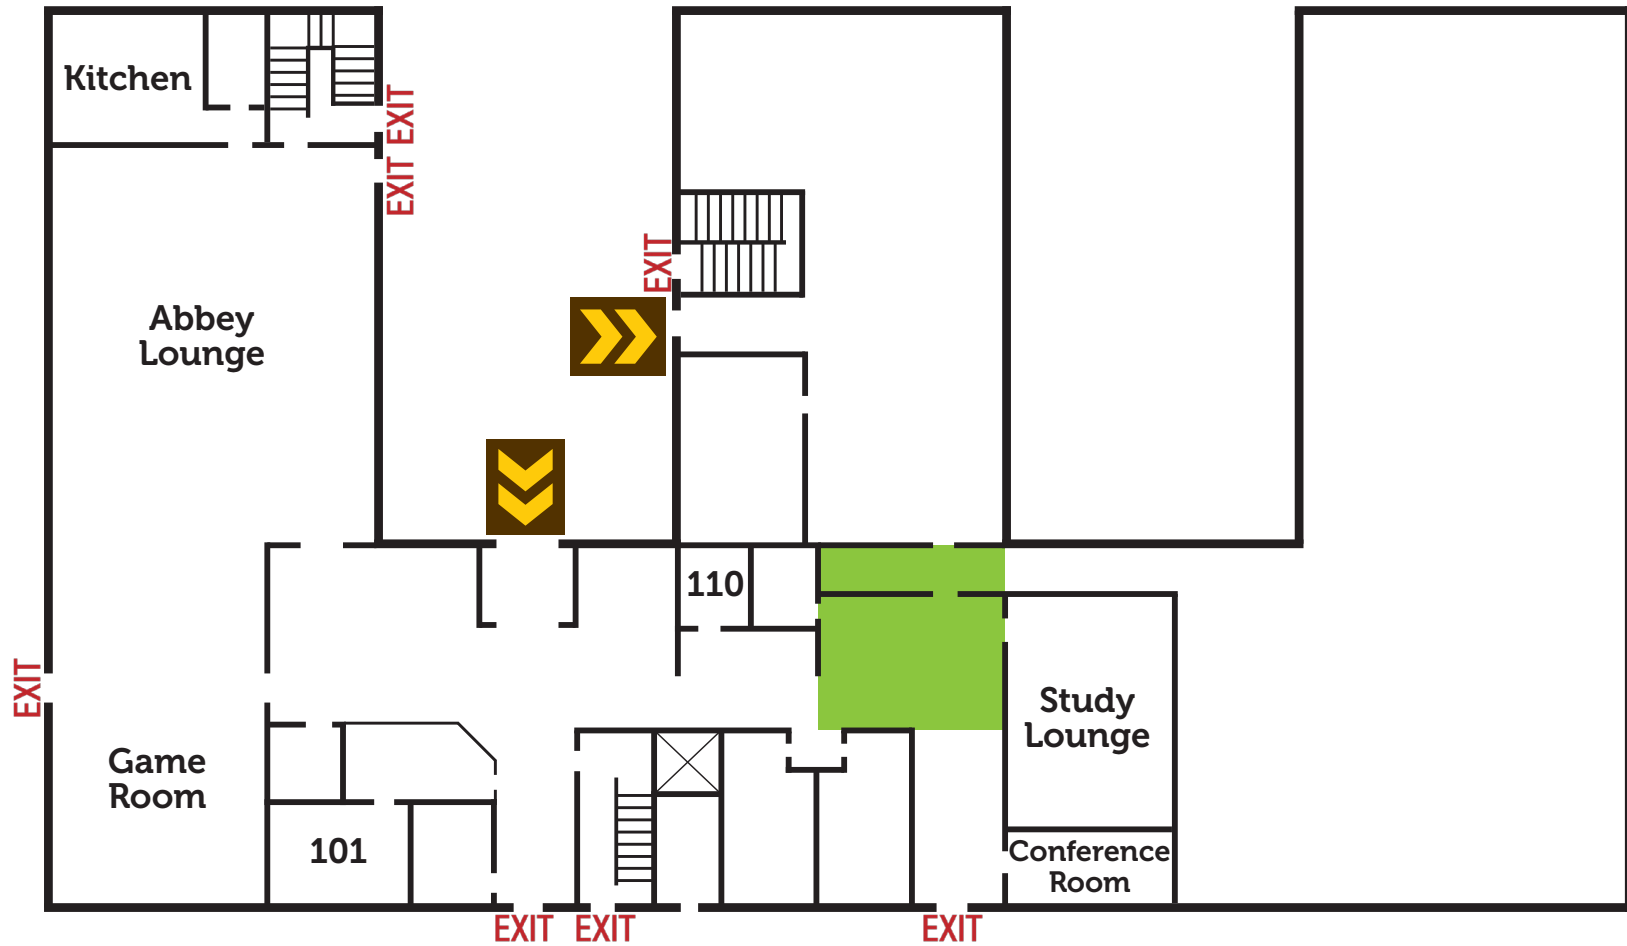 Kitchen
EXIT
EXIT
EXIT
Abbey
Lounge
110
EXIT
Study
Lounge
Game
Room
101
Conference
Room
EXIT
EXIT
EXIT